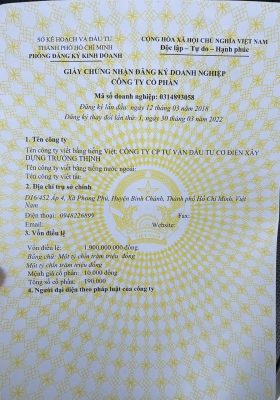 SỞ KẾ HOẠCH VÀ ĐẦU TƯ
THÀNH PHỐ HỒ CHÍ MINH
PHÒNG ĐĂNG KÝ KINH DOANH
CỘNG HÒA XÃ HỘI CHỦ NGHĨA VIỆT NAM
Độc lập - Tự do - Hạnh phúc
GIẤY CHỨNG NHẬN ĐĂNG KÝ DOANH NGHIỆP
CÔNG TY CỔ PHẦN
Mã số doanh nghiệp: 0314893058
Đăng ký lần đầu: ngày 12 tháng 03 năm 2018
Đăng ký thay đổi lần thứ: 3, ngày 30 tháng 03 năm 2022
1. Tên công ty
Tên công ty viết bằng tiếng Việt: CÔNG TY CP TƯ VẤN ĐẦU TƯ CƠ ĐIỆN XÂY
DỰNG TRƯỜNG THỊNH
Tên công ty viết bằng tiếng nước ngoài:
Tên công ty viết tắt:
2. Địa chỉ trụ sở chính
D16/452 Ấp 4, Xã Phong Phú, Huyện Bình Chánh, Thành phố Hồ Chí Minh, Việt
Nam
Điện thoại: 0948226899 Fax:
Email: Website:
3. Vốn điều lệ
Vốn điều lệ: 1.900.000.000 đồng.
Bằng chữ: Một tỷ chín trăm triệu đồng
Một tỷ chín trăm triệu đồng
Mệnh giá cổ phần: 10.000 đồng
Tổng số cổ phần: 190.000
4. Người đại diện theo pháp luật của công ty